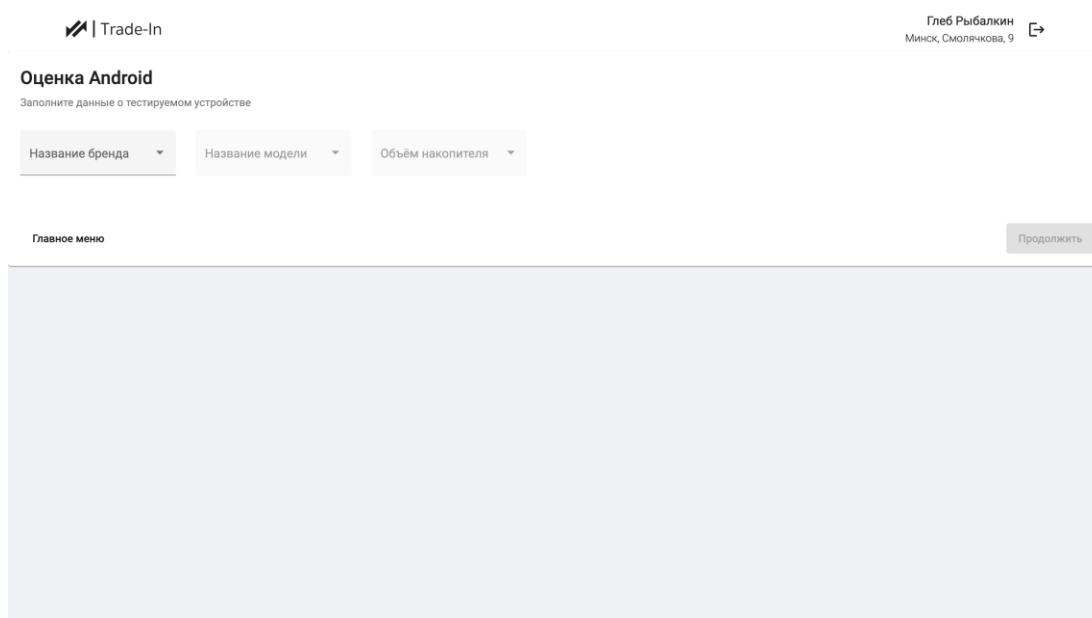 | Trade-In
Глеб Рыбалкин
Минск, Смолячкова, 9
Оценка Android
Заполните данные о тестируемом устройстве
Название бренда
Название модели
Объём накопителя
Главное меню
Продолжить